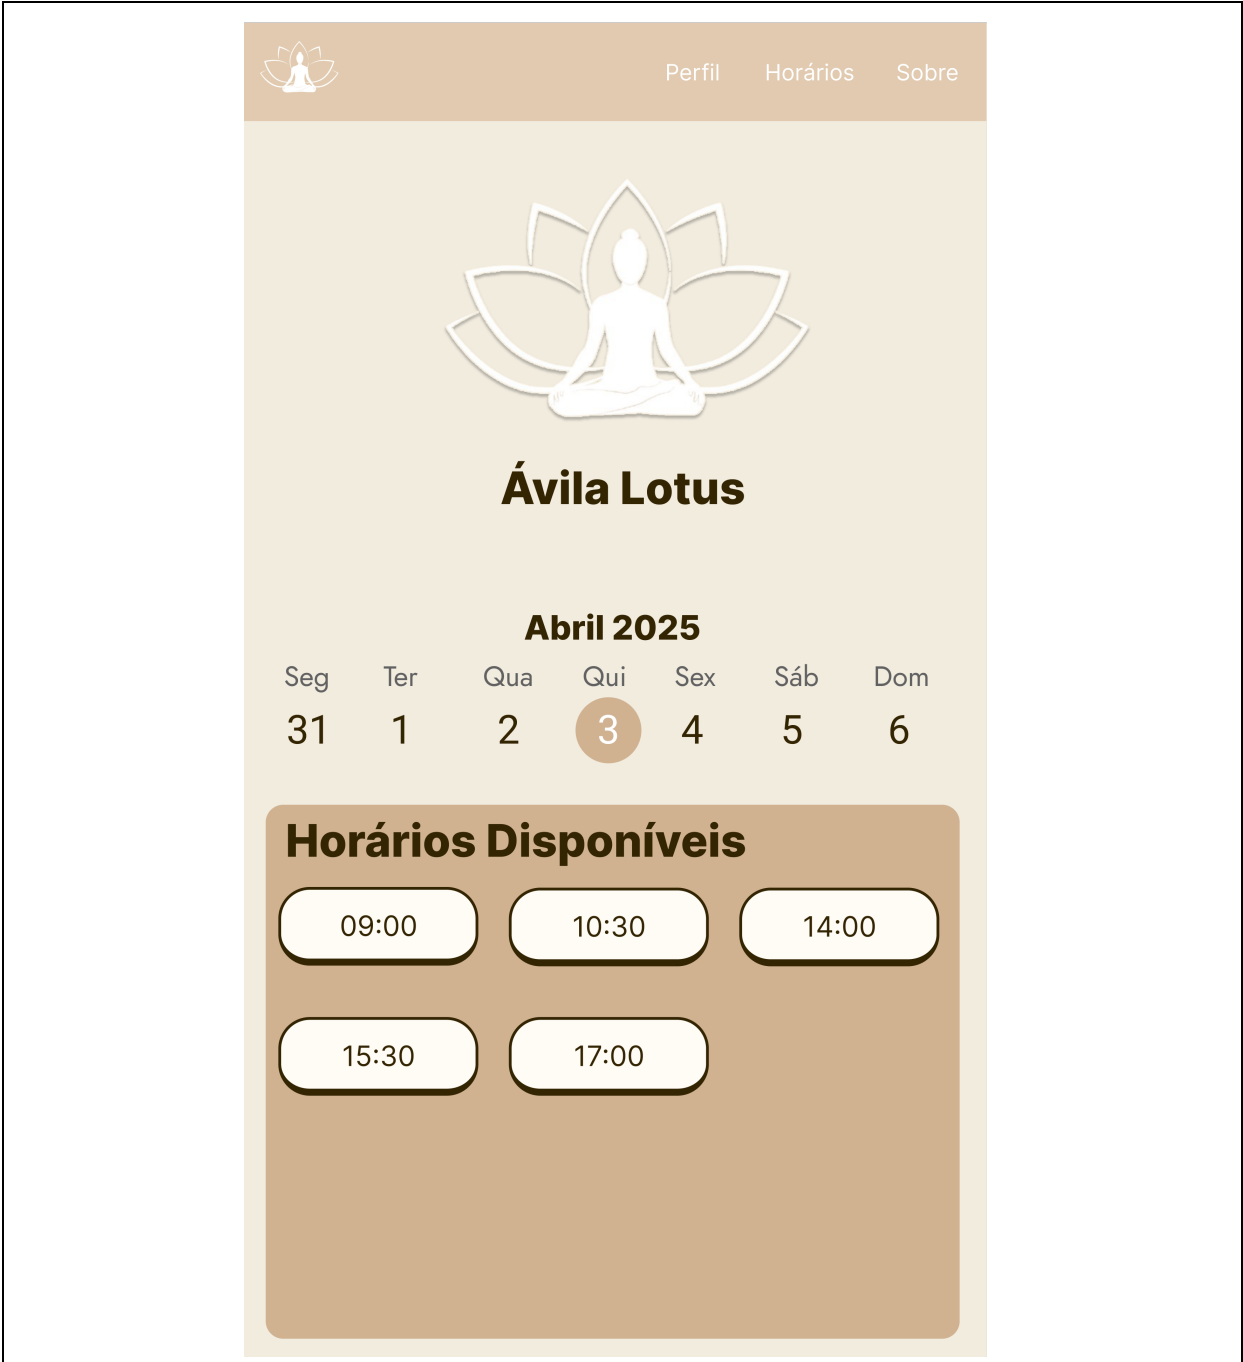 Perfil Horários Sobre
Ávila Lotus
Abril 2025
Seg Ter Qua Qui Sex Sáb Dom
31 1 2 3 4 5 6
Horários Disponíveis
09:00 10:30 14:00
15:30 17:00